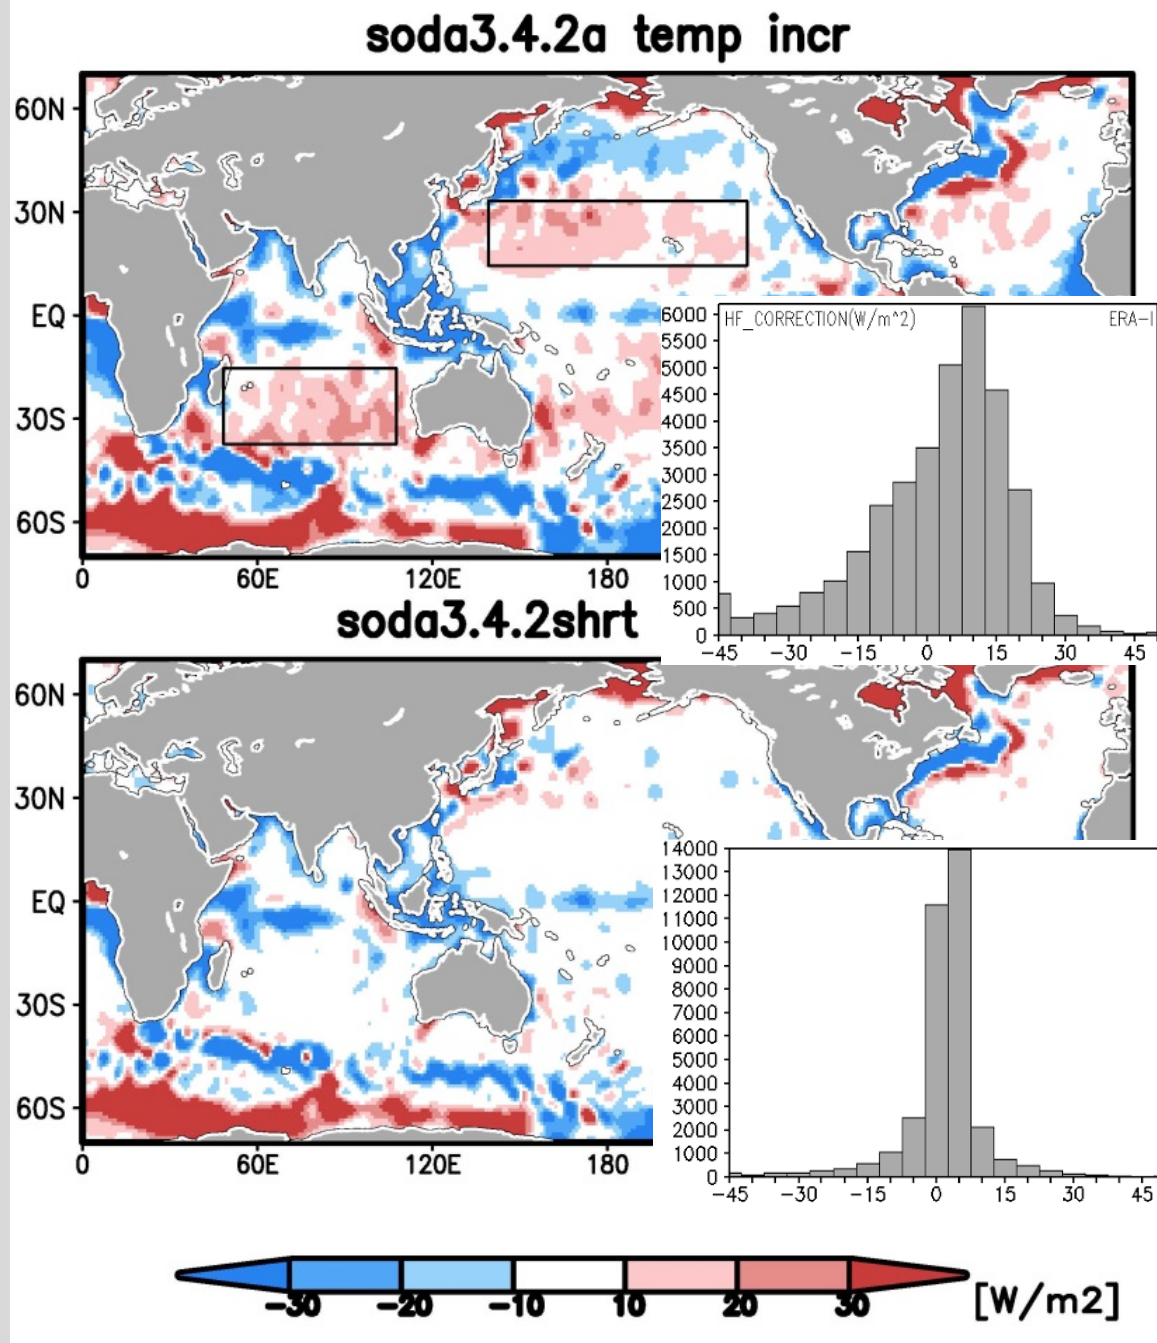 soda3.4.2a temp incr
60N
30N
EQ
30S
60S
0 60E 120E 180
HF_CORRECTION(W/m^2) ERA-I
6000
5500
5000
4500
4000
3500
3000
2500
2000
1500
1000
500
0
-45 -30 -15 0 15 30 45
soda3.4.2shrt
60N
30N
EQ
30S
60S
0 60E 120E 180
14000
13000
12000
11000
10000
9000
8000
7000
6000
5000
4000
3000
2000
1000
0
-45 -30 -15 0 15 30 45
-30 -20 -10 10 20 30 [W/m2]